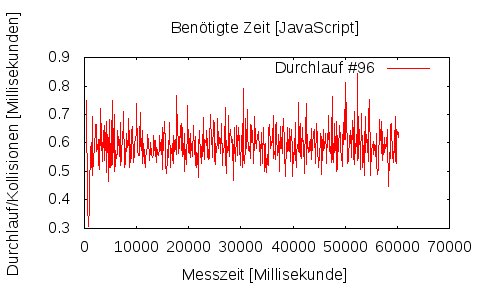 Benötigte Zeit [JavaScript]
Durchlauf/Kollisionen [Millisekunden]
0.9
0.8
0.7
0.6
0.5
0.4
0.3
Durchlauf #96
0 10000 20000 30000 40000 50000 60000 70000
Messzeit [Millisekunde]